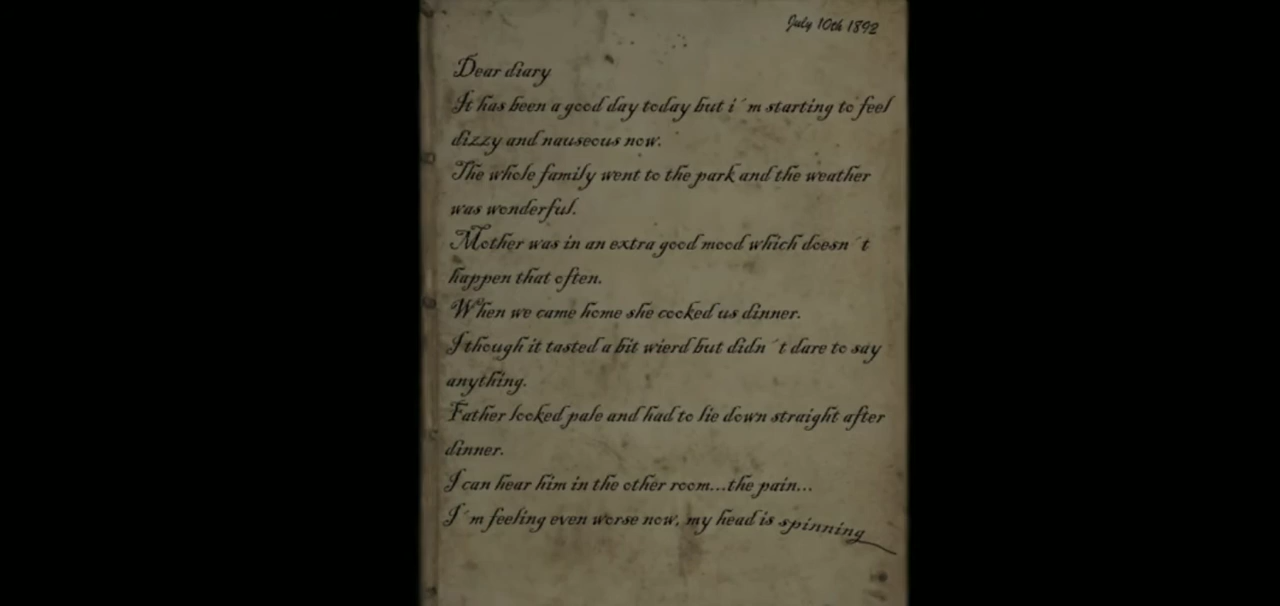 July 10th 1892
Dear diary
It has been a good day today but i´m starting to feel
dizzy and nauseous now.
The whole family went to the park and the weather
was wonderful.
Mother was in an extra good mood which doesn´t
happen that often.
When we came home she cooked us dinner.
I though it tasted a bit wierd but didn´t dare to say
anything.
Father looked pale and had to lie down straight after
dinner.
I can hear him in the other room...the pain...
I´m feeling even worse now, my head is spinning